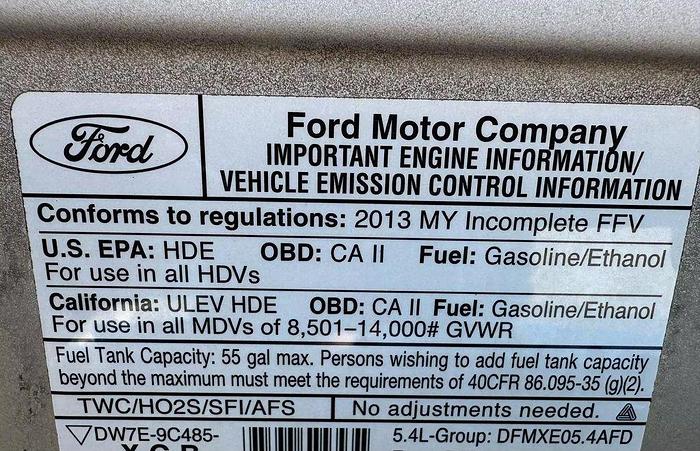 Ford
Ford Motor Company
IMPORTANT ENGINE INFORMATION/
VEHICLE EMISSION CONTROL INFORMATION
Conforms to regulations: 2013 MY Incomplete FFV
U.S. EPA: HDE OBD: CA II Fuel: Gasoline/Ethanol
For use in all HDVs
California: ULEV HDE OBD: CA II Fuel: Gasoline/Ethanol
For use in all MDVs of 8,501–14,000# GVWR
Fuel Tank Capacity: 55 gal max. Persons wishing to add fuel tank capacity
beyond the maximum must meet the requirements of 40CFR 86.095-35 (g)(2).
TWC/HO2S/SFI/AFS No adjustments needed.
DW7E-9C485- 5.4L-Group: DFMXE05.4AFD